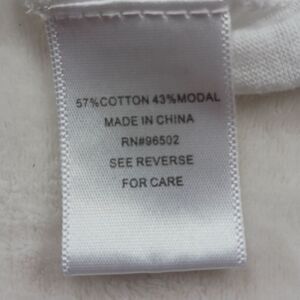 57%COTTON 43%MODAL
MADE IN CHINA
RN#96502
SEE REVERSE
FOR CARE